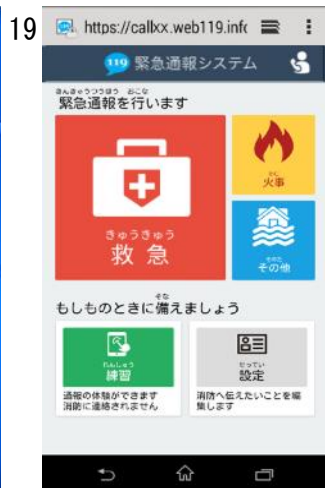 19
https://callxx.web119.info
119 緊急通報システム
きんきゅうつうほう おこな
緊急通報を行います
きゅうきゅう
救急
かじ
火事
そのた
その他
そな
もしものときに備えましょう
れんしゅう
練習
通報の体験ができます
消防に連絡されません
せってい
設定
消防へ伝えたいことを編
集します